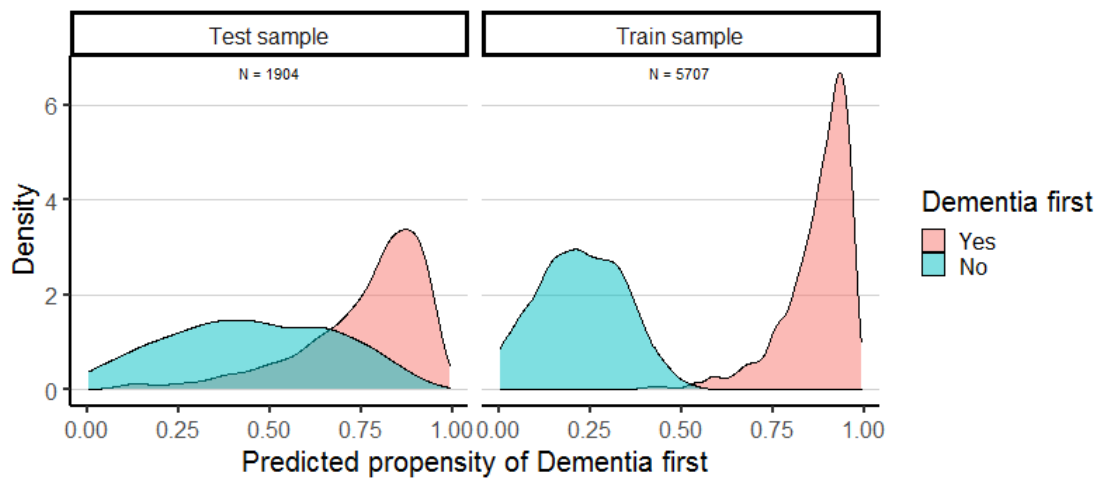 Test sample
Train sample
N = 1904
N = 5707
6
4
2
0
Density
0.00 0.25 0.50 0.75 1.00
0.00 0.25 0.50 0.75 1.00
Predicted propensity of Dementia first
Dementia first
Yes
No